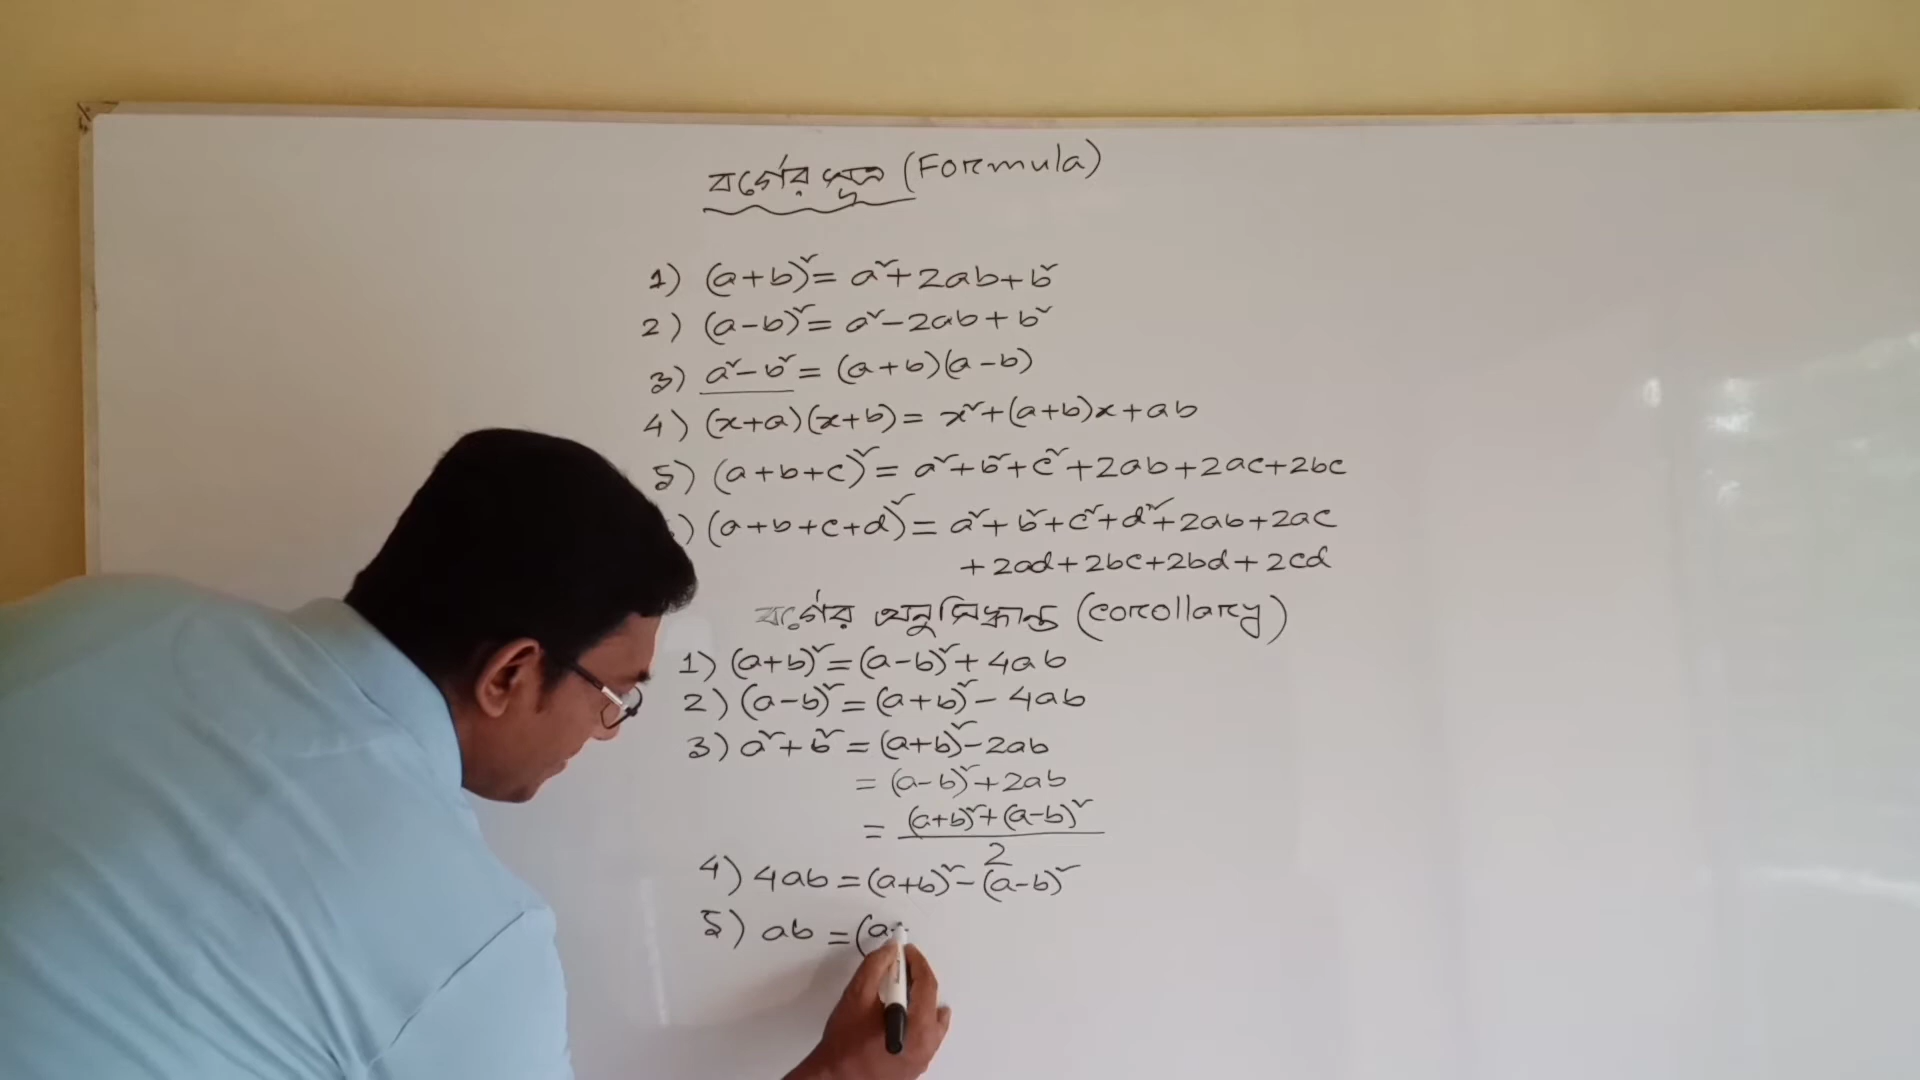 বর্গের সূত্র (Formula)
1) (a+b)² = a²+2ab+b²
2) (a-b)² = a²-2ab+b²
3) a²-b² = (a+b)(a-b)
4) (x+a)(x+b) = x²+(a+b)x+ab
5) (a+b+c)² = a²+b²+c²+2ab+2ac+2bc
) (a+b+c+d)² = a²+b²+c²+d²+2ab+2ac
+2ad+2bc+2bd+2cd
বর্গের অনুসিদ্ধান্ত (corollary)
1) (a+b)² = (a-b)²+4ab
2) (a-b)² = (a+b)²-4ab
3) a²+b² = (a+b)²-2ab
= (a-b)²+2ab
= (a+b)²+(a-b)²
2
4) 4ab = (a+b)²-(a-b)²
5) ab = (a